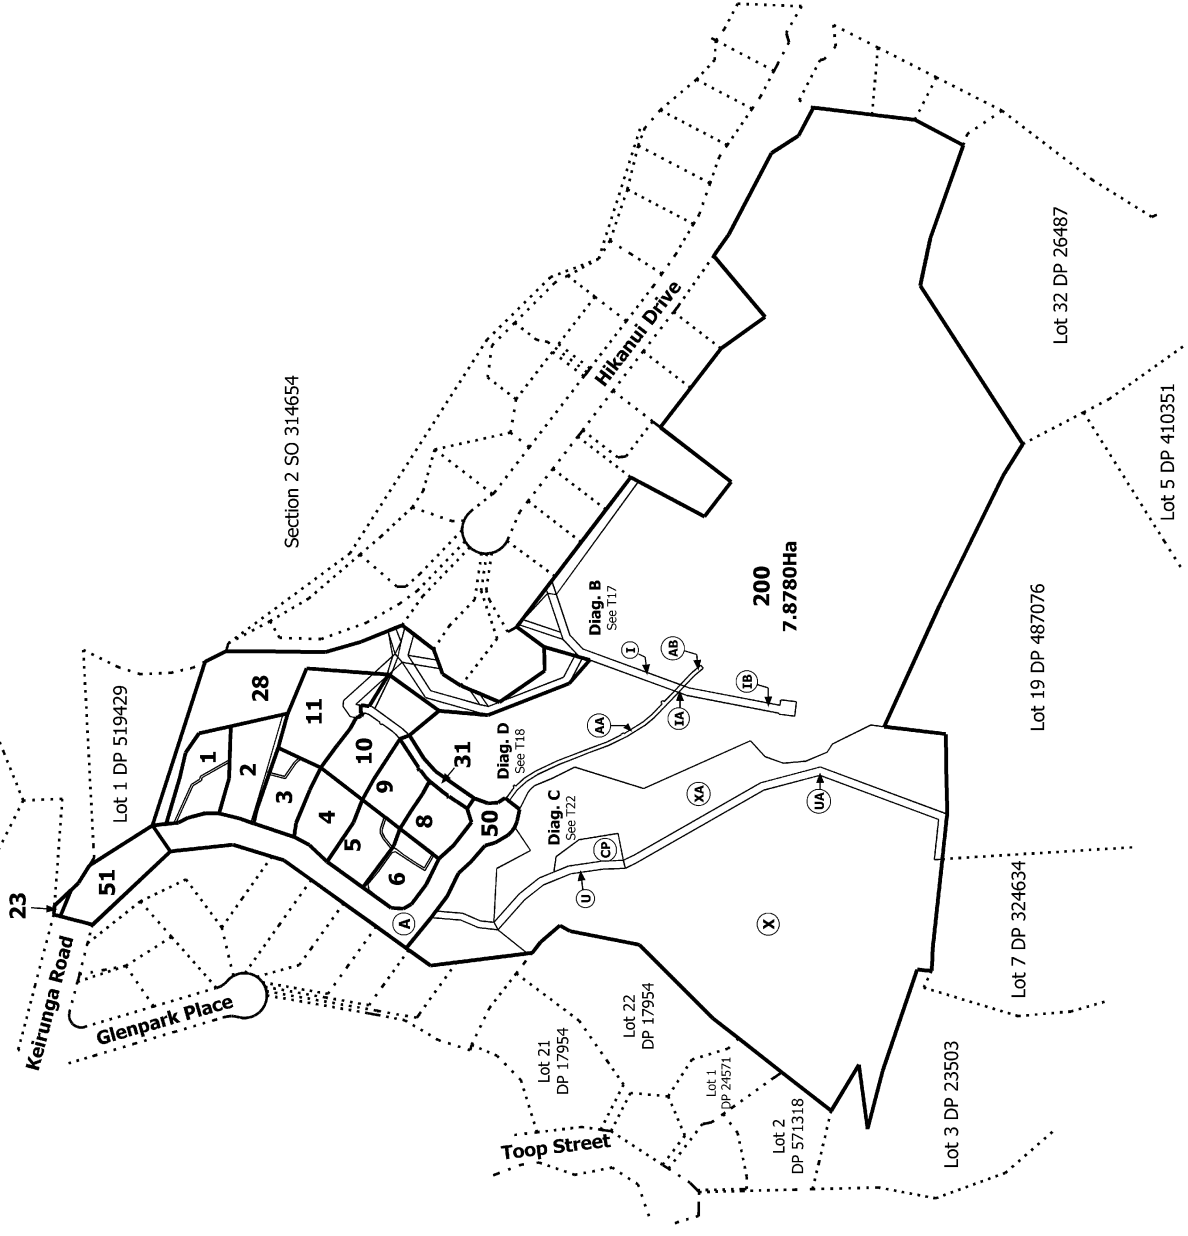 Section 2 SO 314654
Hikanui Drive
Lot 32 DP 26487
Lot 5 DP 410351
Lot 19 DP 487076
200
7.8780Ha
Lot 1 DP 519429
28
11
1
2
3
10
4
9
5
8
6
31
50
51
23
Diag. B
See T17
Diag. D
See T18
Diag. C
See T22
I
AB
IB
IA
AA
XA
UA
CP
U
A
X
Keirunga Road
Glenpark Place
Lot 21
DP 17954
Lot 22
DP 17954
Lot 1
DP 24571
Lot 2
DP 571318
Toop Street
Lot 7 DP 324634
Lot 3 DP 23503